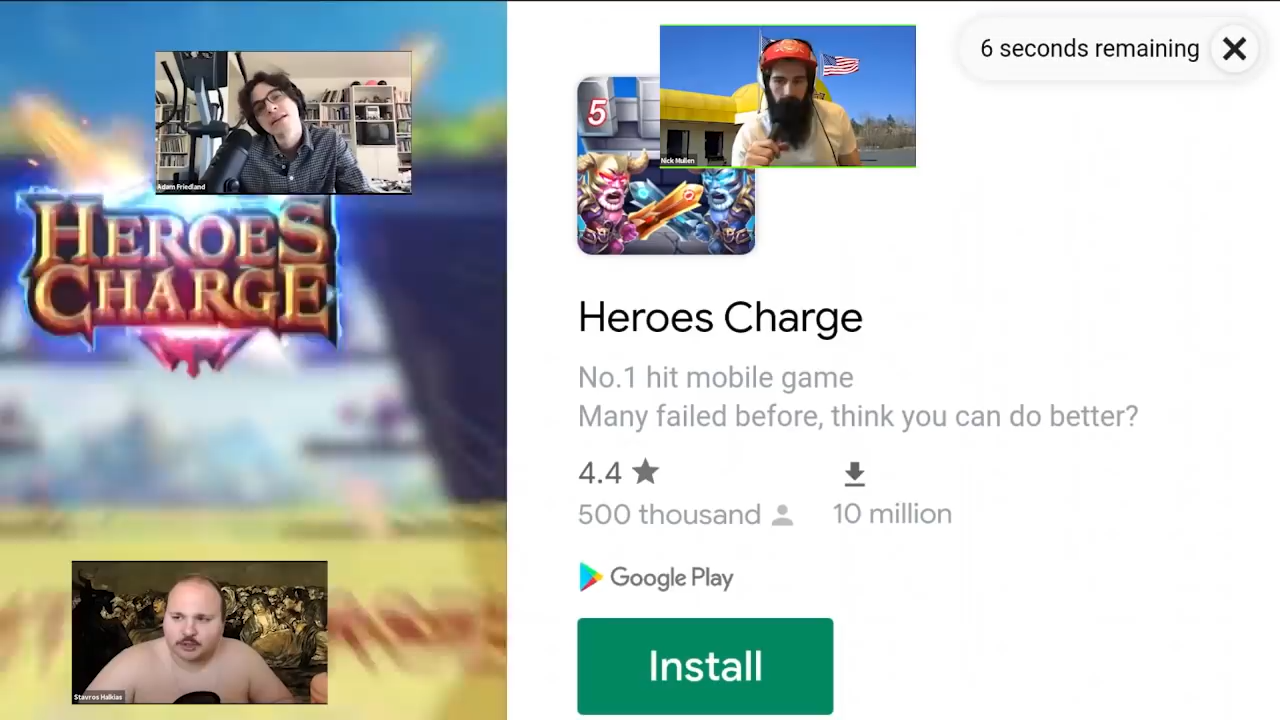 6 seconds remaining
Adam Friedland
Nick Mullen
5
HEROES
CHARGE
Heroes Charge
No.1 hit mobile game
Many failed before, think you can do better?
4.4
500 thousand
10 million
Google Play
Install
Stavros Halkias